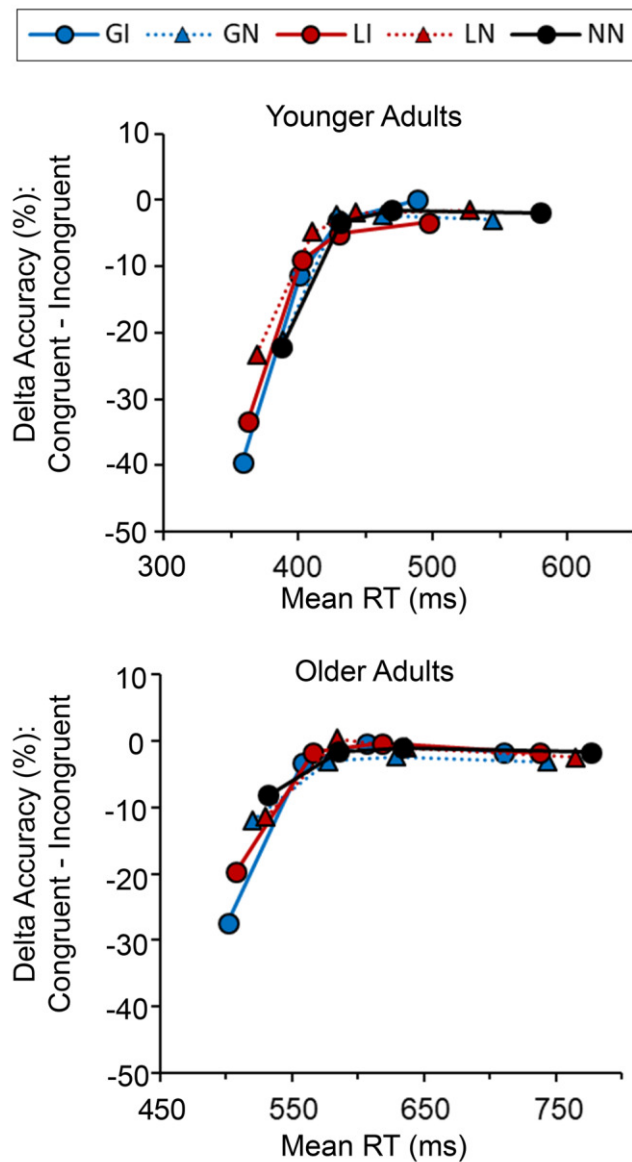 GI GN LI LN NN
Younger Adults
10
0
-10
-20
-30
-40
-50
300 400 500 600
Mean RT (ms)
Delta Accuracy (%):
Congruent - Incongruent
Older Adults
10
0
-10
-20
-30
-40
-50
450 550 650 750
Mean RT (ms)
Delta Accuracy (%):
Congruent - Incongruent